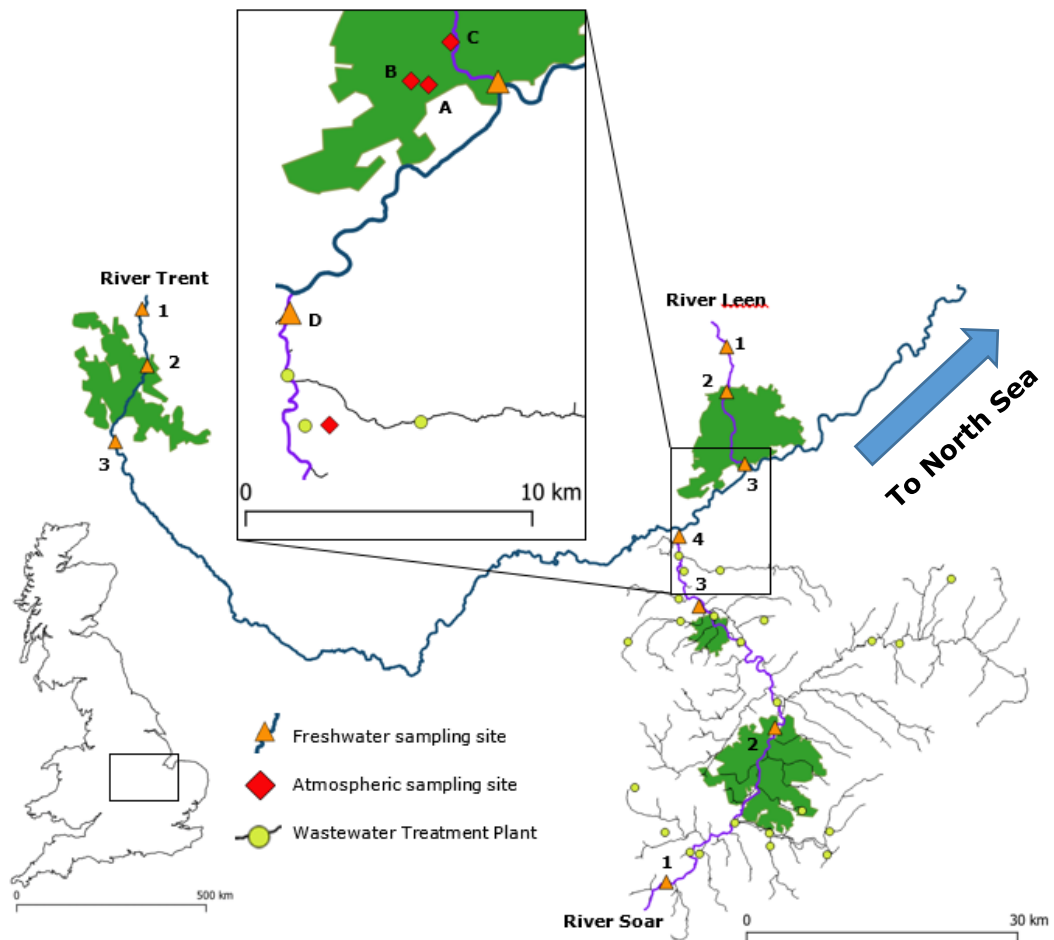 C
B
A
D
0 10 km
River Trent
1
2
3
River Leen
1
2
3
To North Sea
4
3
2
1
River Soar
Freshwater sampling site
Atmospheric sampling site
Wastewater Treatment Plant
0 500 km
0 30 km